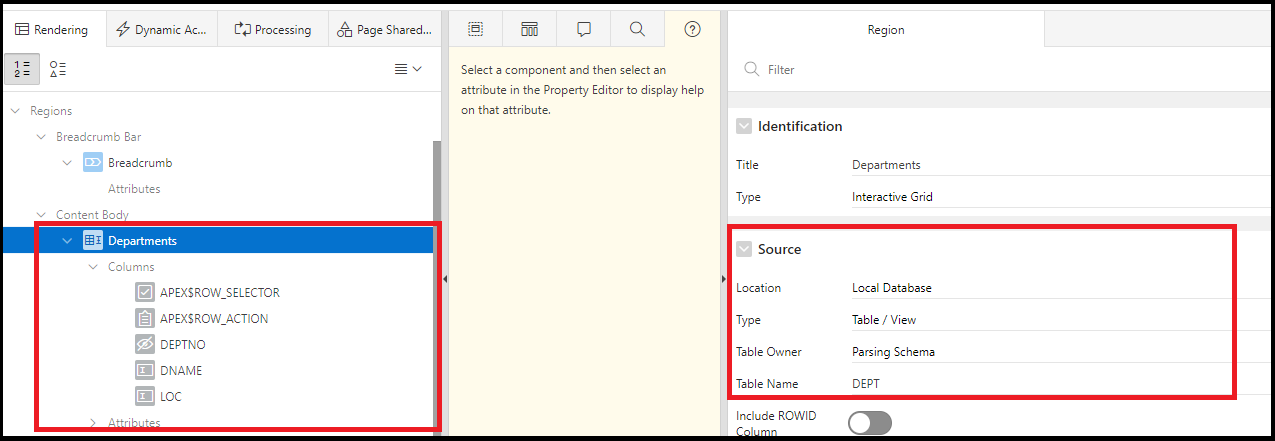 Rendering
Dynamic Ac...
Processing
Page Shared...
Regions
Breadcrumb Bar
Breadcrumb
Attributes
Content Body
Departments
Columns
APEX$ROW_SELECTOR
APEX$ROW_ACTION
DEPTNO
DNAME
LOC
Attributes
Select a component and then select an
attribute in the Property Editor to display help
on that attribute.
Region
Filter
Identification
Title Departments
Type Interactive Grid
Source
Location Local Database
Type Table / View
Table Owner Parsing Schema
Table Name DEPT
Include ROWID
Column